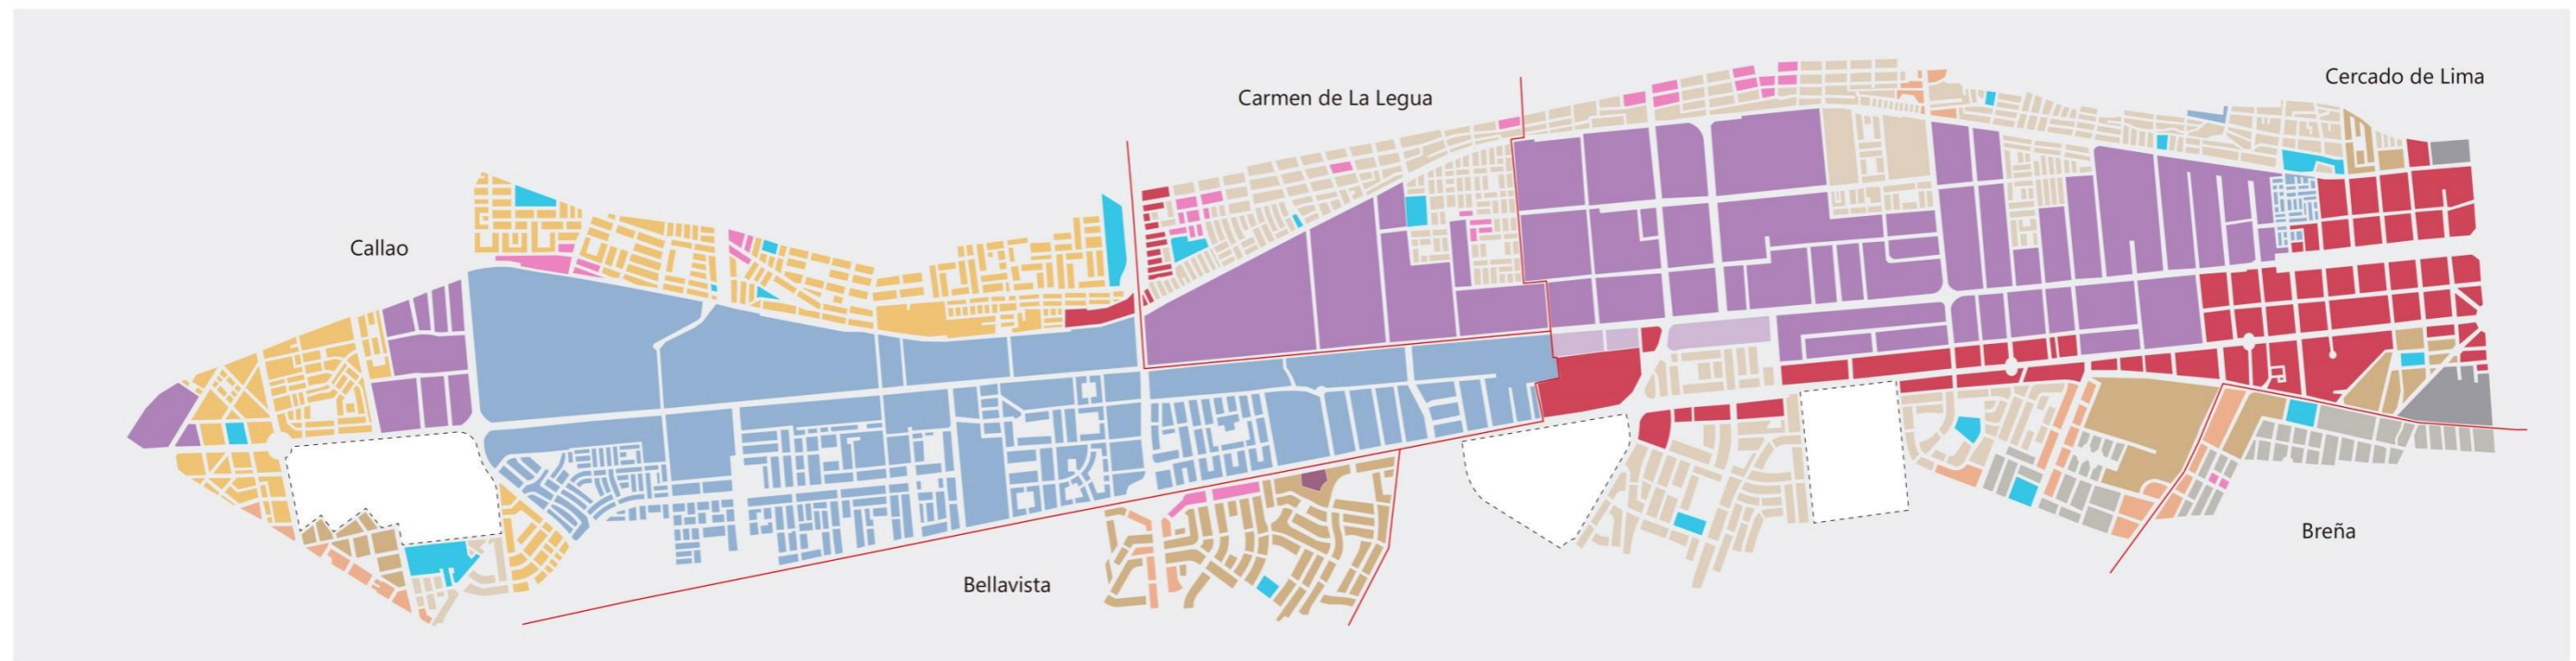 Cercado de Lima
Carmen de La Legua
Callao
Breña
Bellavista